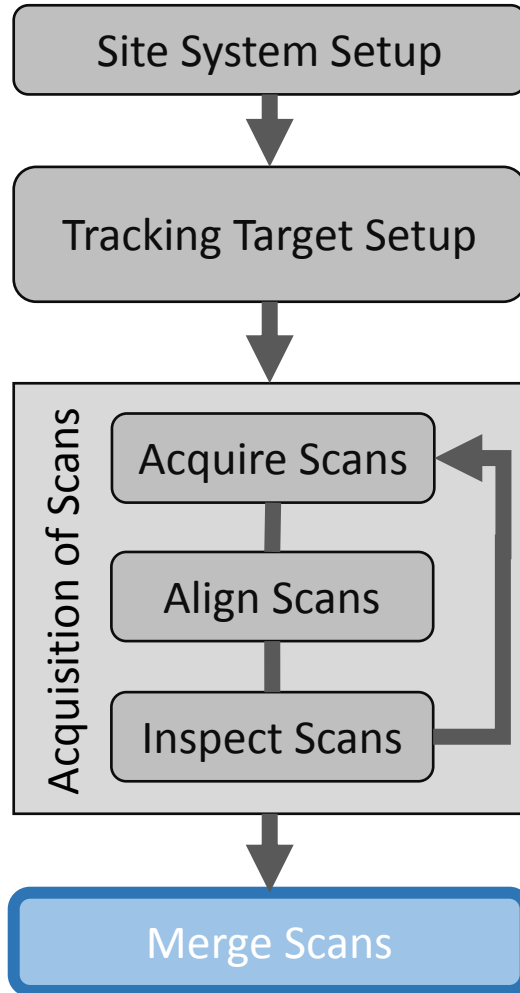 Site System Setup
Tracking Target Setup
Acquisition of Scans
Acquire Scans
Align Scans
Inspect Scans
Merge Scans